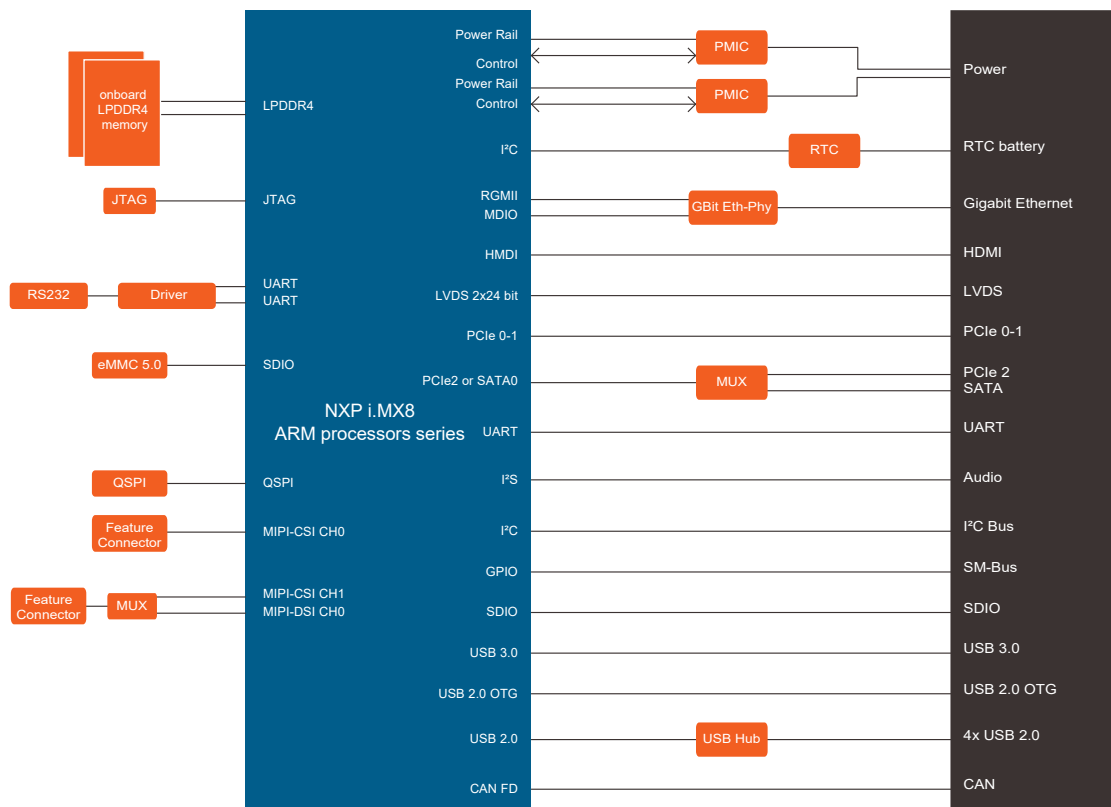 onboard
LPDDR4
memory
LPDDR4
JTAG
JTAG
RS232
Driver
UART
UART
eMMC 5.0
SDIO
NXP i.MX8
ARM processors series
QSPI
QSPI
Feature
Connector
MIPI-CSI CH0
Feature
Connector
MUX
MIPI-CSI CH1
MIPI-DSI CH0
Power Rail
Control
Power Rail
Control
I²C
RGMII
MDIO
HMDI
LVDS 2x24 bit
PCIe 0-1
PCIe2 or SATA0
UART
I²S
I²C
GPIO
SDIO
USB 3.0
USB 2.0 OTG
USB 2.0
CAN FD
PMIC
PMIC
RTC
GBit Eth-Phy
MUX
USB Hub
Power
RTC battery
Gigabit Ethernet
HDMI
LVDS
PCIe 0-1
PCIe 2
SATA
UART
Audio
I²C Bus
SM-Bus
SDIO
USB 3.0
USB 2.0 OTG
4x USB 2.0
CAN